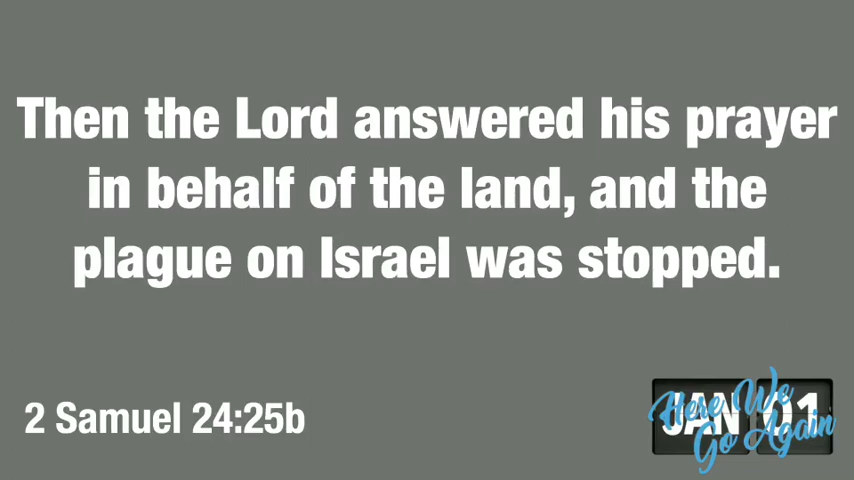 Then the Lord answered his prayer
in behalf of the land, and the
plague on Israel was stopped.
2 Samuel 24:25b
JAN 01
Here We
Go Again